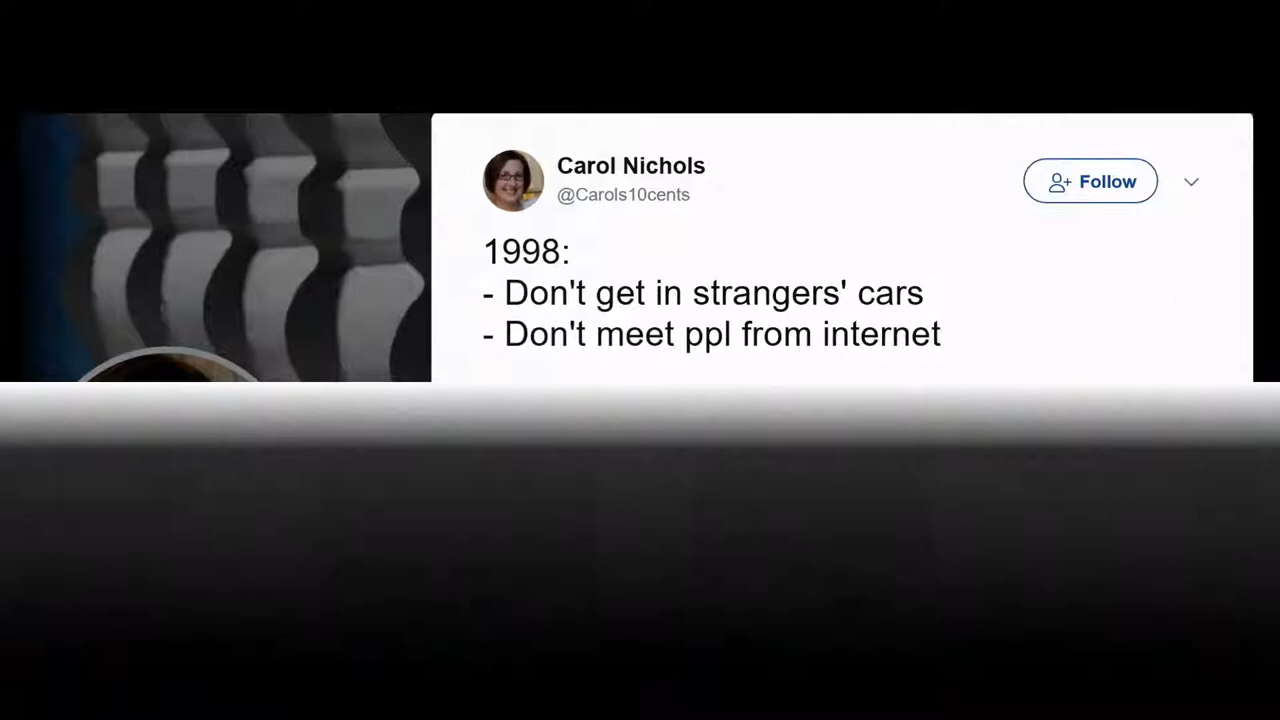 Carol Nichols
@Carols10cents
Follow
1998:
- Don't get in strangers' cars
- Don't meet ppl from internet